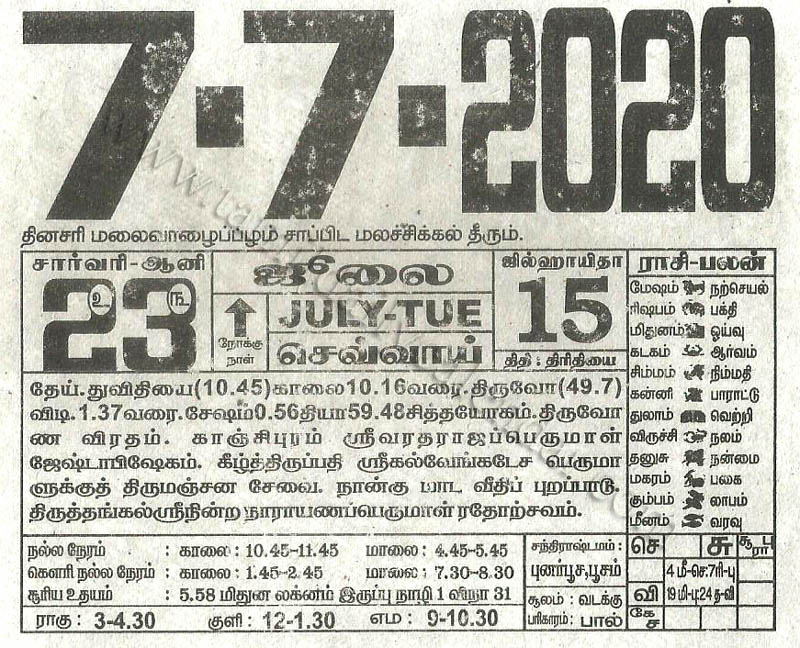 7-7-2020
தினசரி மலைவாழைப்பழம் சாப்பிட மலச்சிக்கல் தீரும்.
சார்வரி-ஆனி
23
உ ௩
ஜூலை
JULY-TUE
செவ்வாய்
நோக்கு
நாள்
ஜில்ஹாயிதா
15
திதி : திரிதியை
தேய். துவிதியை(10.45)காலை10.16வரை. திருவோ(49.7)
விடி.1.37வரை. சேஷம்0.56தியா59.48சித்தயோகம். திருவோ
ண விரதம். காஞ்சிபுரம் ஸ்ரீவரதராஜப்பெருமாள்
ஜேஷ்டாபிஷேகம். கீழ்த்திருப்பதி ஸ்ரீகல்வேங்கடேச பெருமா
ளுக்குத் திருமஞ்சன சேவை. நான்கு மாட வீதிப் புறப்பாடு.
திருத்தங்கல்ஸ்ரீநின்ற நாராயணப்பெருமாள் ரதோற்சவம்.
ராசி-பலன்
மேஷம் நற்செயல்
ரிஷபம் பக்தி
மிதுனம் ஓய்வு
கடகம் ஆர்வம்
சிம்மம் நிம்மதி
கன்னி பாராட்டு
துலாம் வெற்றி
விருச்சி நலம்
தனுசு நன்மை
மகரம் பகை
கும்பம் லாபம்
மீனம் வரவு
நல்ல நேரம் : காலை: 10.45-11.45 மாலை: 4.45-5.45
கௌரி நல்ல நேரம் : காலை: 1.45-2.45 மாலை: 7.30-8.30
சூரிய உதயம் : 5.58 மிதுன லக்னம் இருப்பு நாழி 1 விநா 31
ராகு : 3-4.30 குளி : 12-1.30 எம : 9-10.30
சந்திராஷ்டமம் :
புனர்பூச,பூசம்
சூலம் : வடக்கு
பரிகாரம் : பால்
செ சு சூ பு ரா
4 மீ-செ:7ரி-பு
வி 19 மி-பு:24 த-வி
கே ச